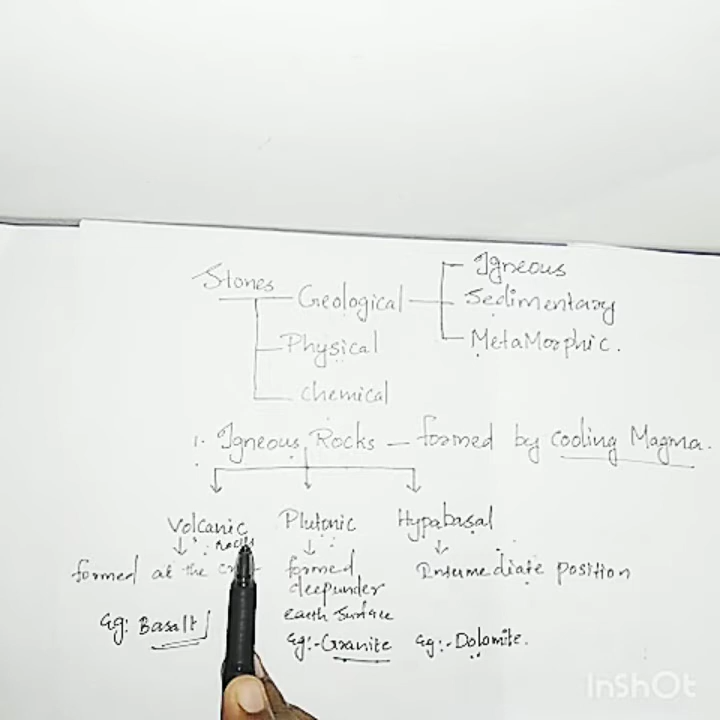 Stones
Geological
Igneous
Sedimentary
Metamorphic.
Physical
chemical
1. Igneous Rocks - formed by cooling Magma.
Volcanic
rocks
formed at the
Eg: Basalt
Plutonic
formed
deepunder
earth surface
Eg:- Granite
Hypabasal
position
Eg:- Dolomite.
InShOt